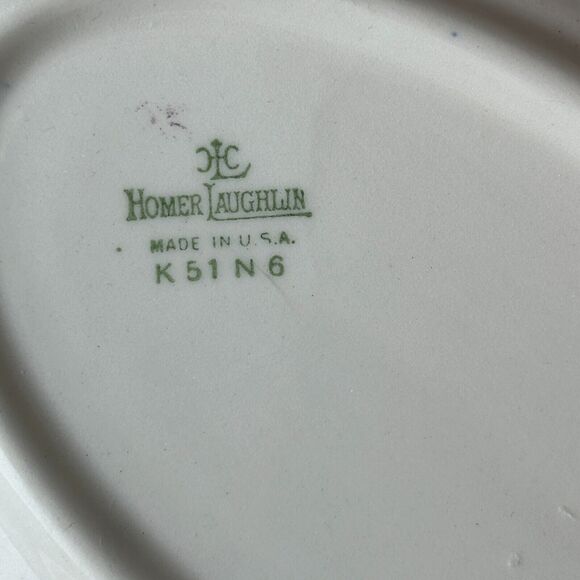 HLC
HOMER LAUGHLIN
MADE IN U.S.A.
K 51 N 6